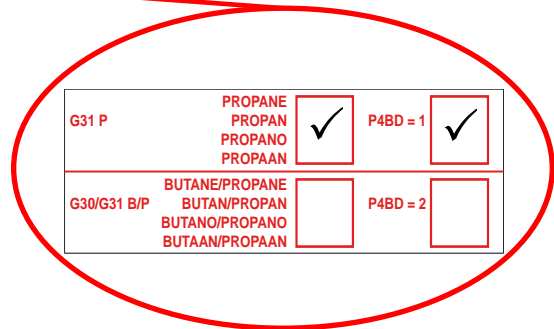 PROPANE
G31 P PROPAN ✓ P4BD = 1 ✓
PROPANO
PROPAAN
BUTANE/PROPANE
G30/G31 B/P BUTAN/PROPAN P4BD = 2
BUTANO/PROPANO
BUTAAN/PROPAAN